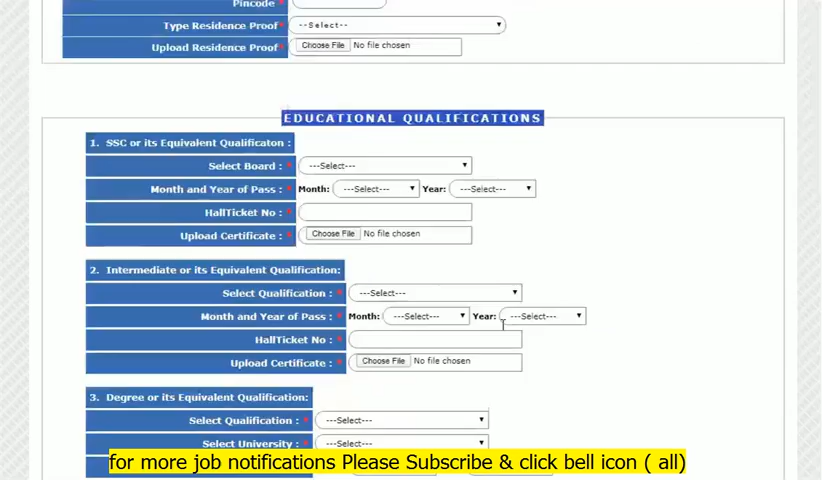 Pincode
Type Residence Proof* --Select--
Upload Residence Proof* Choose File No file chosen
EDUCATIONAL QUALIFICATIONS
1. SSC or its Equivalent Qualificaton :
Select Board : * ---Select---
Month and Year of Pass : * Month: ---Select--- Year: ---Select---
HallTicket No : *
Upload Certificate : * Choose File No file chosen
2. Intermediate or its Equivalent Qualification:
Select Qualification : * ---Select---
Month and Year of Pass : * Month: ---Select--- Year: ---Select---
HallTicket No : *
Upload Certificate : * Choose File No file chosen
3. Degree or its Equivalent Qualification:
Select Qualification : * ---Select---
Select University : * ---Select---
for more job notifications Please Subscribe & click bell icon ( all)